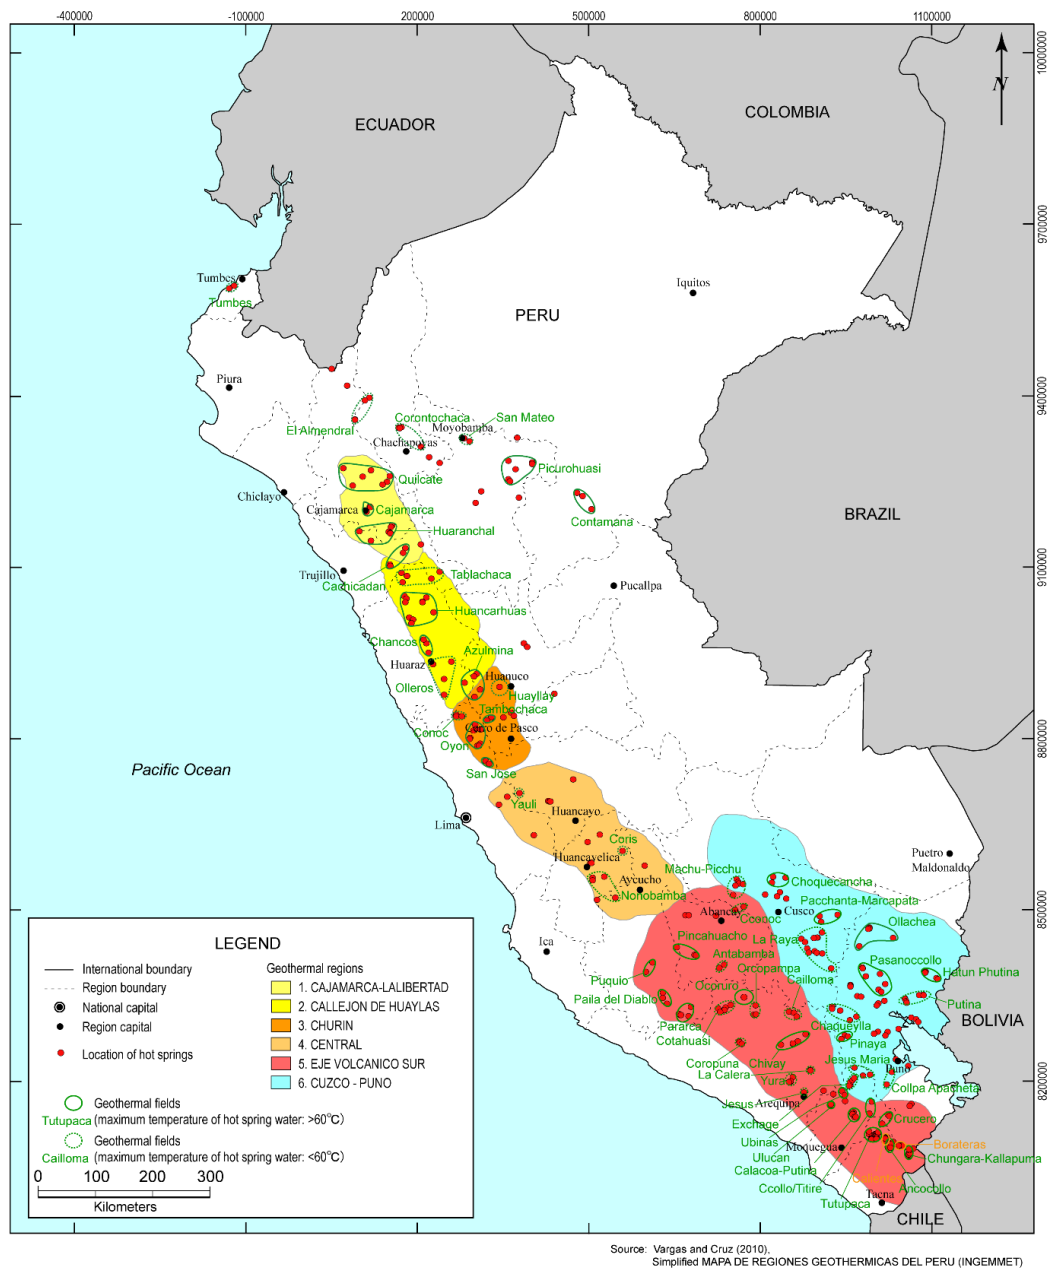 -400000
-100000
200000
500000
800000
1100000
10000000
9700000
9400000
9100000
8800000
8500000
8200000
N
ECUADOR
COLOMBIA
PERU
BRAZIL
BOLIVIA
CHILE
Pacific Ocean
Tumbes
Tumbes
Iquitos
Piura
El Almendral
Corontochaca
San Mateo
Moyobamba
Chachapoyas
Picurohuasi
Quilcate
Chiclayo
Cajamarca
Cajamarca
Contamana
Huaranchal
Trujillo
Cachicadan
Tablachaca
Pucallpa
Huancarhuas
Chancos
Azulmina
Huaraz
Huanuco
Olleros
Huayllay
Tambochaca
Conoc
Cerro de Pasco
Oyon
San Jose
Yauli
Huancayo
Lima
Coris
Huancavelica
Machu-Picchu
Puetro
Maldonaldo
Aycucho
Choquecancha
Nonobamba
Pacchanta-Marcapata
Abancay
Cconoc
Cusco
Ollachea
Ica
Pincahuacho
La Raya
Antabamba
Pasanoccollo
Orcopampa
Hatun Phutina
Puquio
Ocoruro
Cailloma
Paila del Diablo
Putina
Pararca
Chaqueylla
Cotahuasi
Pinaya
Coropuna
Chivay
Jesus Maria
La Calera
Puno
Yura
Collpa Apacheta
Jesus
Arequipa
Exchage
Crucero
Ubinas
Ulucan
Moquegua
Borateras
Calacoa-Putina
Chungara-Kallapuma
Ccollo/Titire
Ancocollo
Tutupaca
Tacna
LEGEND
International boundary
Region boundary
National capital
Region capital
Location of hot springs
Geothermal fields
Tutupaca (maximum temperature of hot spring water: >60°C)
Geothermal fields
Cailloma (maximum temperature of hot spring water: <60°C)
Geothermal regions
1. CAJAMARCA-LALIBERTAD
2. CALLEJON DE HUAYLAS
3. CHURIN
4. CENTRAL
5. EJE VOLCANICO SUR
6. CUZCO - PUNO
0 100 200 300
Kilometers
Source: Vargas and Cruz (2010),
Simplified MAPA DE REGIONES GEOTHERMICAS DEL PERU (INGEMMET)